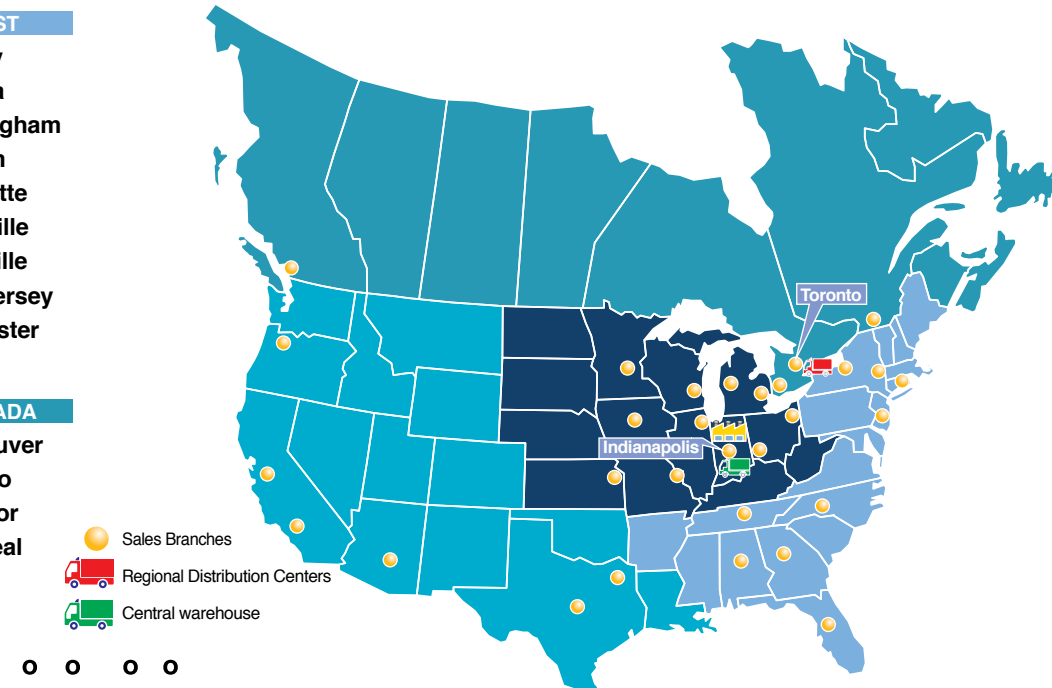 ST
y
a
gham
n
tte
ille
ille
ersey
ster
ADA
uver
o
or
eal
Toronto
Indianapolis
Sales Branches
Regional Distribution Centers
Central warehouse
o o o o